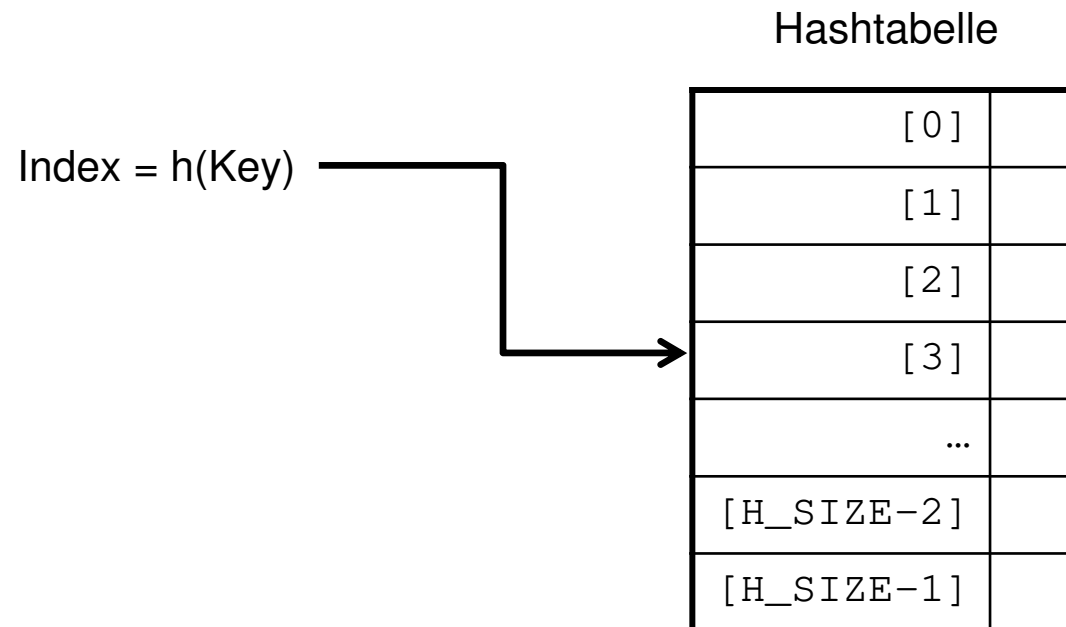 Hashtabelle
Index = h(Key)
[0]
[1]
[2]
[3]
…
[H_SIZE–2]
[H_SIZE–1]